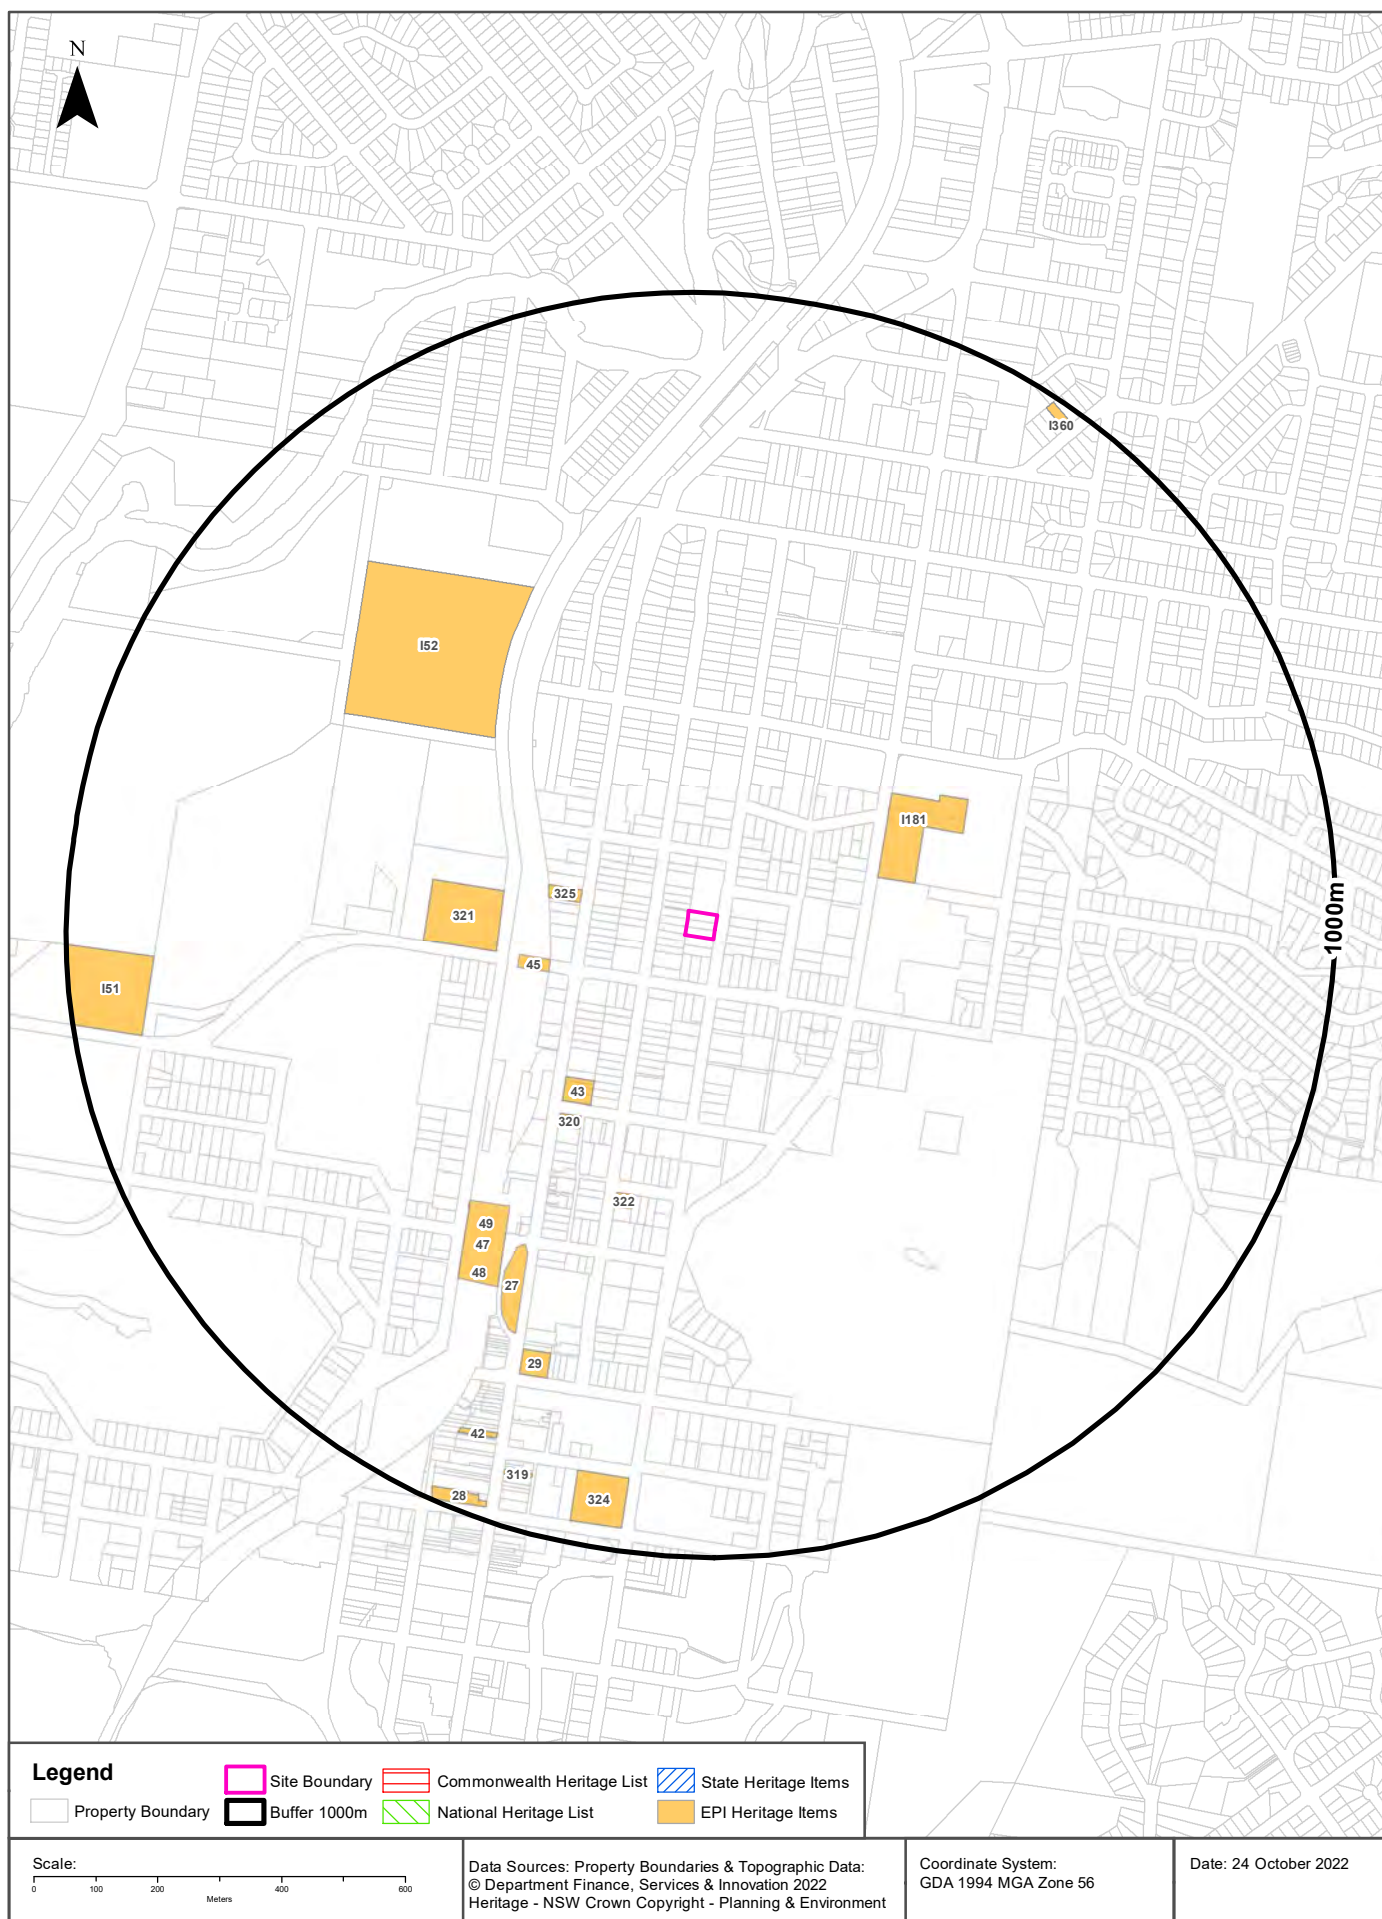 N
I360
I52
I181
325
321
45
I51
1000m
43
320
322
49
47
48
27
29
42
319
28
324
Legend
Site Boundary
Commonwealth Heritage List
State Heritage Items
Property Boundary
Buffer 1000m
National Heritage List
EPI Heritage Items
Scale:
0 100 200 400 600
Meters
Data Sources: Property Boundaries & Topographic Data:
© Department Finance, Services & Innovation 2022
Heritage - NSW Crown Copyright - Planning & Environment
Coordinate System:
GDA 1994 MGA Zone 56
Date: 24 October 2022